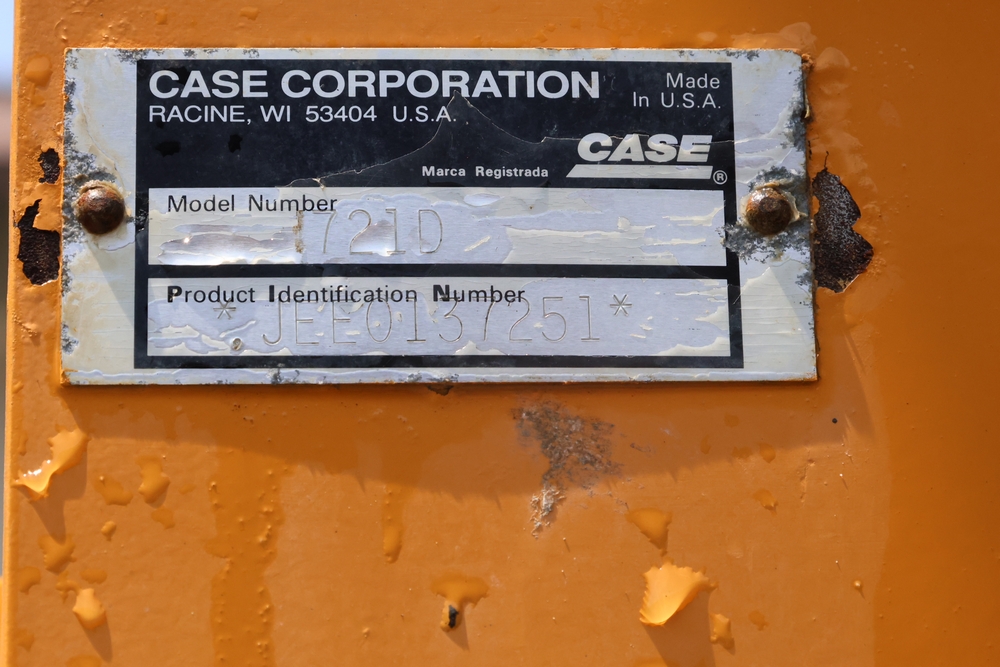 CASE CORPORATION
RACINE, WI 53404 U.S.A.
Made
In U.S.A.
CASE®
Marca Registrada
Model Number
721D
Product Identification Number
*JEE0137251*